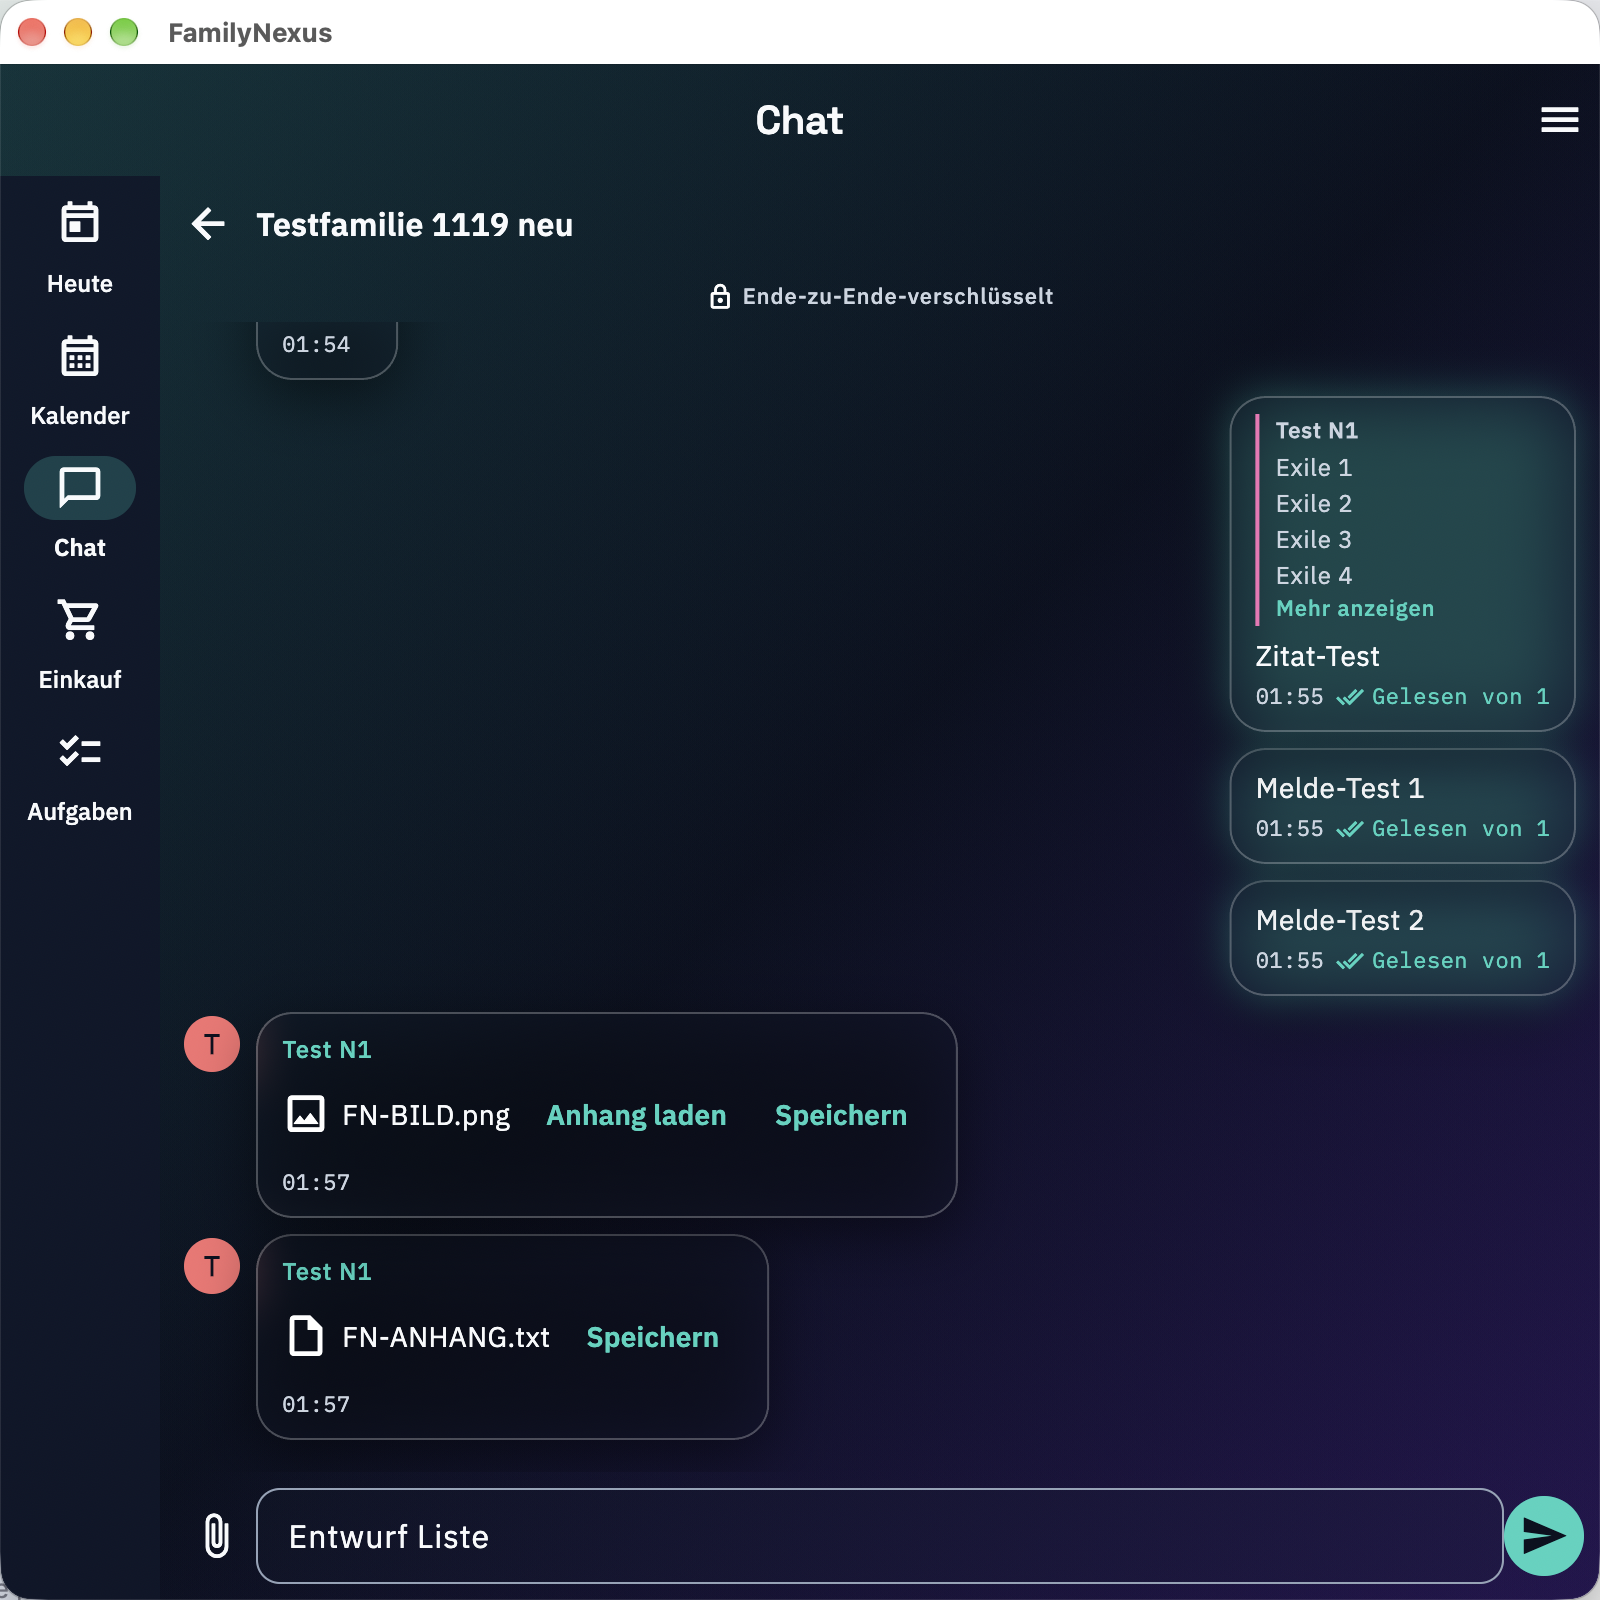 FamilyNexus
Chat
Heute
Kalender
Chat
Einkauf
Aufgaben
Testfamilie 1119 neu
Ende-zu-Ende-verschlüsselt
01:54
Test N1
Exile 1
Exile 2
Exile 3
Exile 4
Mehr anzeigen
Zitat-Test
01:55 Gelesen von 1
Melde-Test 1
01:55 Gelesen von 1
Melde-Test 2
01:55 Gelesen von 1
T
Test N1
FN-BILD.png Anhang laden Speichern
01:57
T
Test N1
FN-ANHANG.txt Speichern
01:57
Entwurf Liste